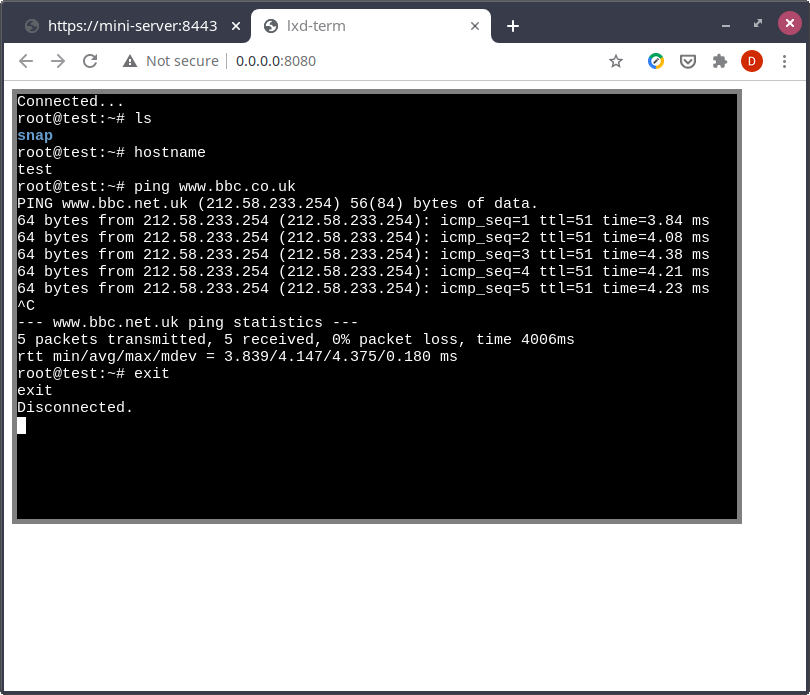 https://mini-server:8443
lxd-term
Not secure
0.0.0.0:8080
D
Connected...
root@test:~# ls
snap
root@test:~# hostname
test
root@test:~# ping www.bbc.co.uk
PING www.bbc.net.uk (212.58.233.254) 56(84) bytes of data.
64 bytes from 212.58.233.254 (212.58.233.254): icmp_seq=1 ttl=51 time=3.84 ms
64 bytes from 212.58.233.254 (212.58.233.254): icmp_seq=2 ttl=51 time=4.08 ms
64 bytes from 212.58.233.254 (212.58.233.254): icmp_seq=3 ttl=51 time=4.38 ms
64 bytes from 212.58.233.254 (212.58.233.254): icmp_seq=4 ttl=51 time=4.21 ms
64 bytes from 212.58.233.254 (212.58.233.254): icmp_seq=5 ttl=51 time=4.23 ms
^C
--- www.bbc.net.uk ping statistics ---
5 packets transmitted, 5 received, 0% packet loss, time 4006ms
rtt min/avg/max/mdev = 3.839/4.147/4.375/0.180 ms
root@test:~# exit
exit
Disconnected.